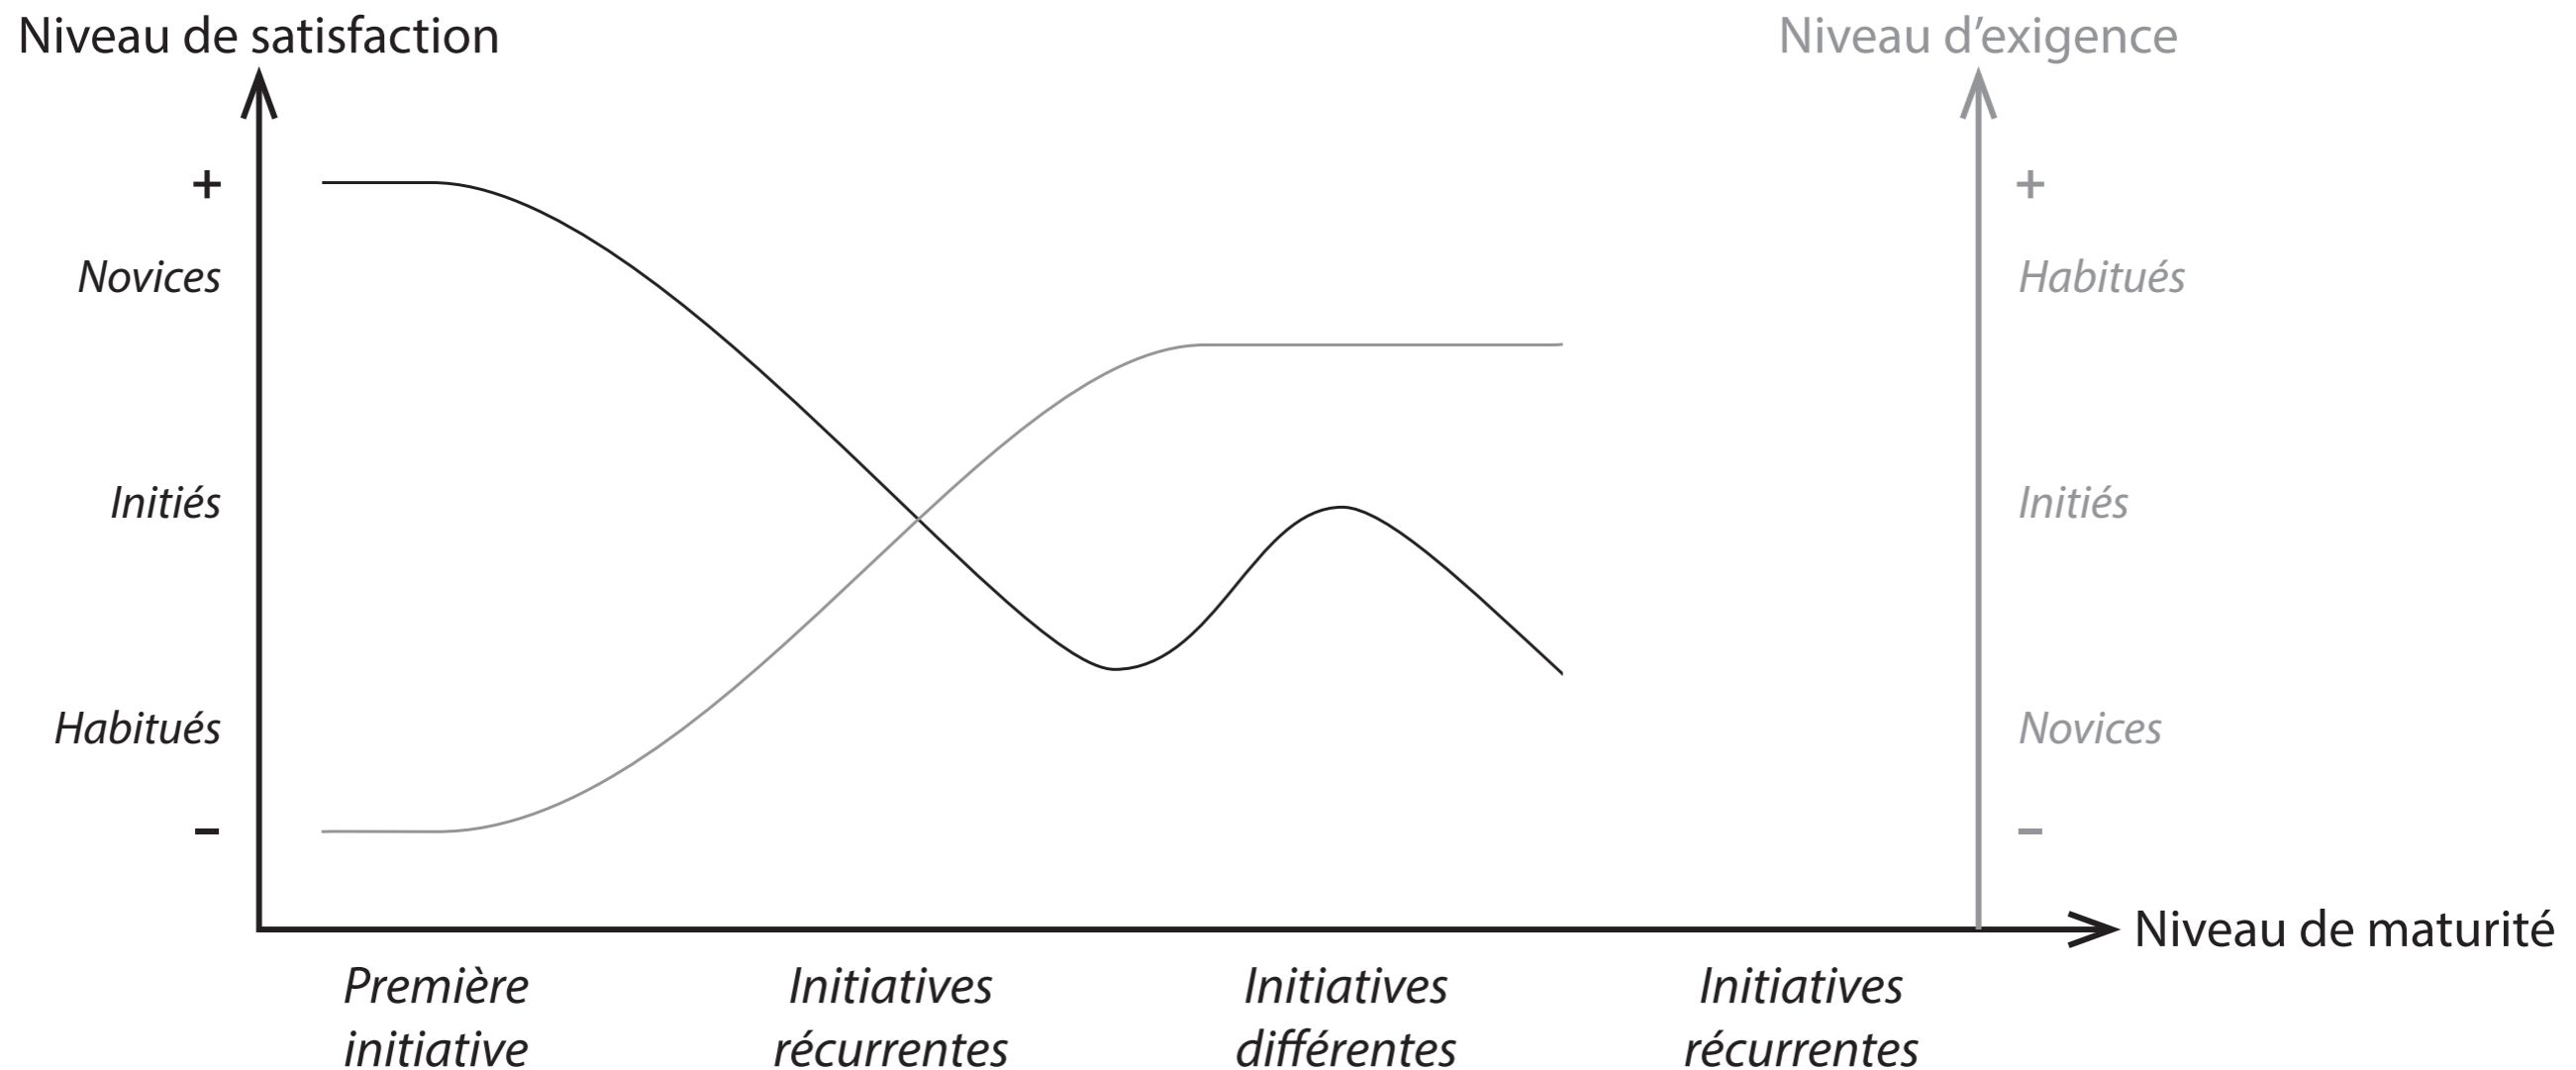 Niveau de satisfaction
Niveau d’exigence
+
+
Novices
Habitués
Initiés
Initiés
Habitués
Novices
–
–
Niveau de maturité
Première
initiative
Initiatives
récurrentes
Initiatives
différentes
Initiatives
récurrentes